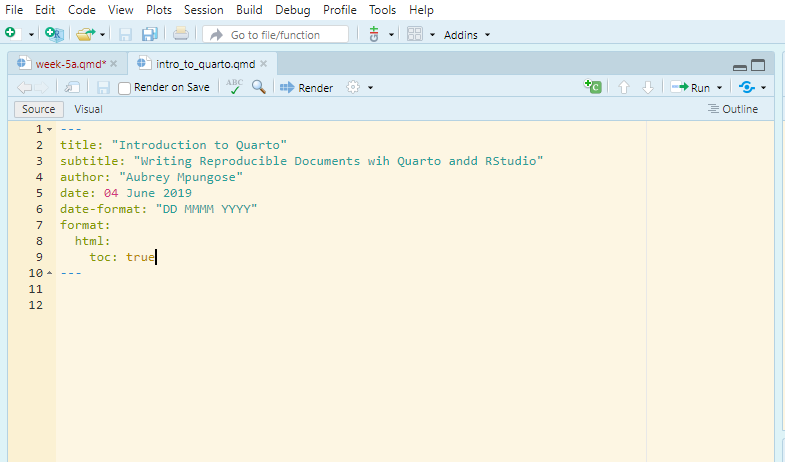 File Edit Code View Plots Session Build Debug Profile Tools Help
Go to file/function Addins
week-5a.qmd* intro_to_quarto.qmd
Render on Save ABC Render Run
Source Visual Outline
1 ---
2 title: "Introduction to Quarto"
3 subtitle: "Writing Reproducible Documents wih Quarto andd RStudio"
4 author: "Aubrey Mpungose"
5 date: 04 June 2019
6 date-format: "DD MMMM YYYY"
7 format:
8 html:
9 toc: true
10 ---
11
12